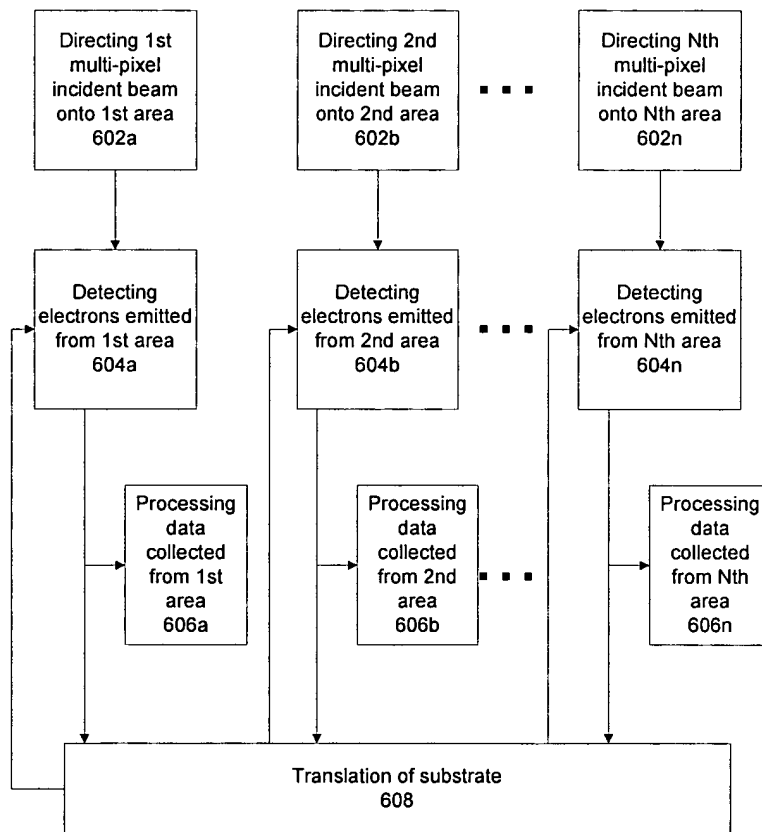 Directing 1st
multi-pixel
incident beam
onto 1st area
602a
Directing 2nd
multi-pixel
incident beam
onto 2nd area
602b
Directing Nth
multi-pixel
incident beam
onto Nth area
602n
Detecting
electrons emitted
from 1st area
604a
Detecting
electrons emitted
from 2nd area
604b
Detecting
electrons emitted
from Nth area
604n
Processing
data
collected
from 1st
area
606a
Processing
data
collected
from 2nd
area
606b
Processing
data
collected
from Nth
area
606n
Translation of substrate
608